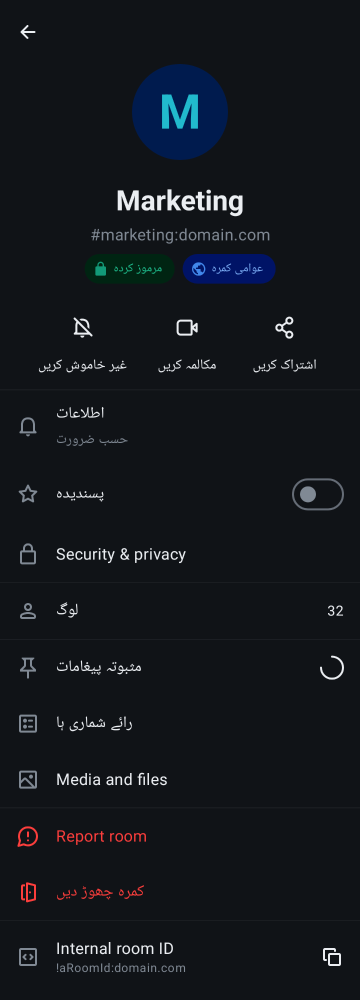 M
Marketing
#marketing:domain.com
مرموز کردہ
عوامی کمرہ
غیر خاموش کریں
مکالمہ کریں
اشتراک کریں
اطلاعات
حسب ضرورت
پسندیدہ
Security & privacy
لوگ
32
مثبوتہ پیغامات
رائے شماری ہا
Media and files
Report room
کمرہ چھوڑ دیں
Internal room ID
!aRoomId:domain.com